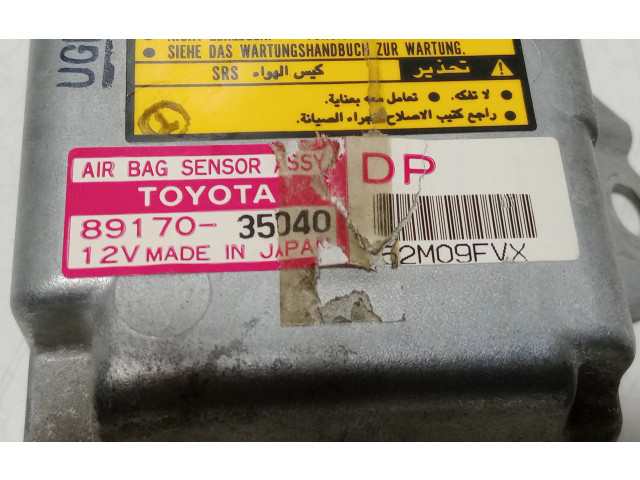 • SIEHE DAS WARTUNGSHANDBUCH ZUR WARTUNG.
تحذير كيس الهواء SRS
• لا تفكه. • تعامل معه بعناية.
• راجع كتيب الاصلاح لاجراء الصيانة.
AIR BAG SENSOR ASSY
DP
TOYOTA
89170-35040
12V MADE IN JAPAN
52M09FVX